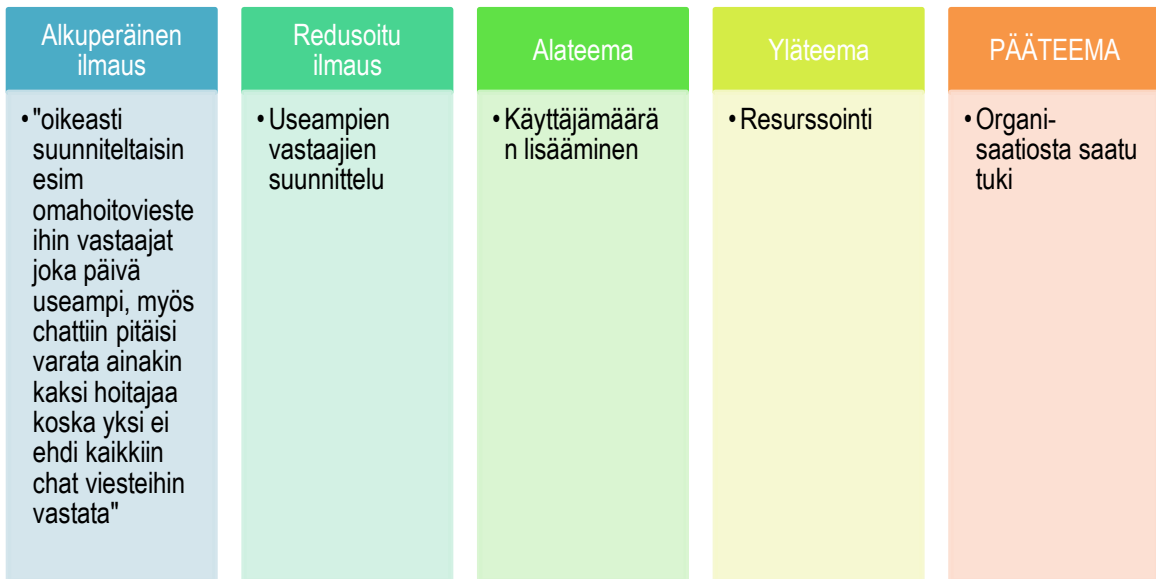 Alkuperäinen
ilmaus
• "oikeasti
suunniteltaisin
esim
omahoitovieste
ihin vastaajat
joka päivä
useampi, myös
chattiin pitäisi
varata ainakin
kaksi hoitajaa
koska yksi ei
ehdi kaikkiin
chat viesteihin
vastata"
Redusoitu
ilmaus
• Useampien
vastaajien
suunnittelu
Alateema
• Käyttäjämäärä
n lisääminen
Yläteema
• Resurssointi
PÄÄTEEMA
• Organi-
saatiosta saatu
tuki